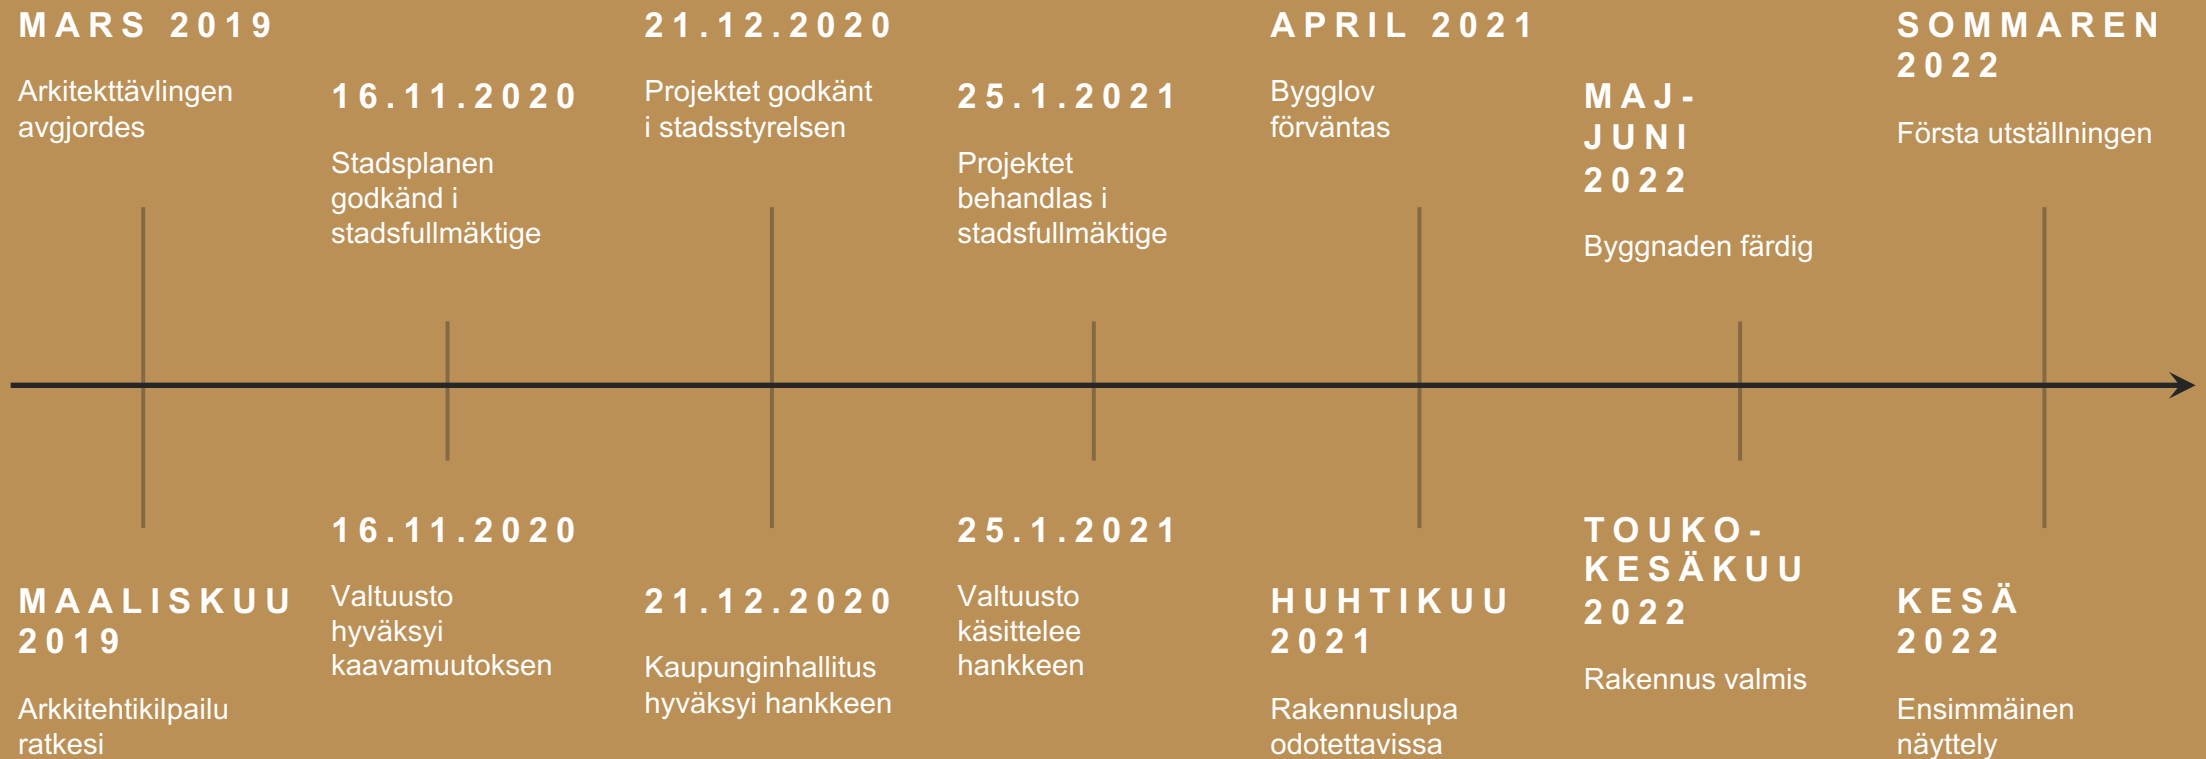 MARS 2019
Arkitekttävlingen
avgjordes
16.11.2020
Stadsplanen
godkänd i
stadsfullmäktige
21.12.2020
Projektet godkänt
i stadsstyrelsen
25.1.2021
Projektet
behandlas i
stadsfullmäktige
APRIL 2021
Bygglov
förväntas
MAJ-
JUNI
2022
Byggnaden färdig
SOMMAREN
2022
Första utställningen
MAALISKUU
2019
Arkkitehtikilpailu
ratkesi
16.11.2020
Valtuusto
hyväksyi
kaavamuutoksen
21.12.2020
Kaupunginhallitus
hyväksyi hankkeen
25.1.2021
Valtuusto
käsittelee
hankkeen
HUHTIKUU
2021
Rakennuslupa
odotettavissa
TOUKO-
KESÄKUU
2022
Rakennus valmis
KESÄ
2022
Ensimmäinen
näyttely